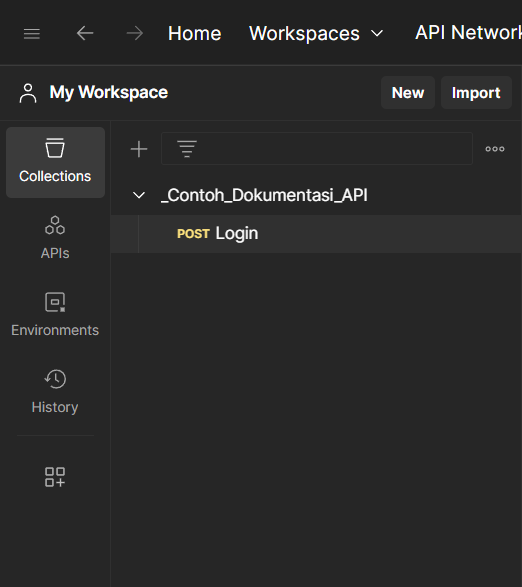 Home Workspaces API Network
My Workspace New Import
Collections
_Contoh_Dokumentasi_API
POST Login
APIs
Environments
History